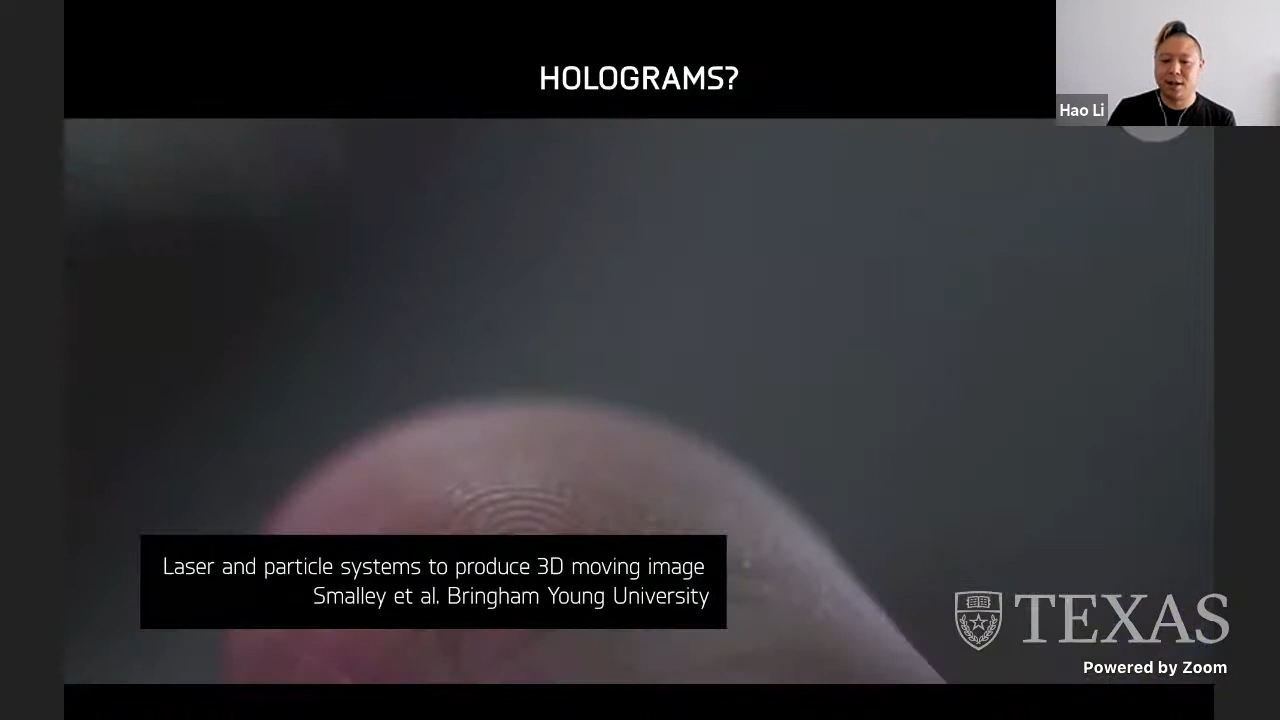 HOLOGRAMS?
Hao Li
Laser and particle systems to produce 3D moving image
Smalley et al. Bringham Young University
TEXAS
Powered by Zoom